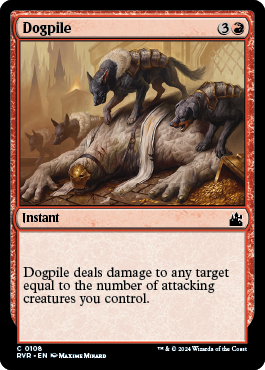 Dogpile 3
Instant
Dogpile deals damage to any target
equal to the number of attacking
creatures you control.
C 0108
RVR • EN Maxime Minard
™ & © 2024 Wizards of the Coast